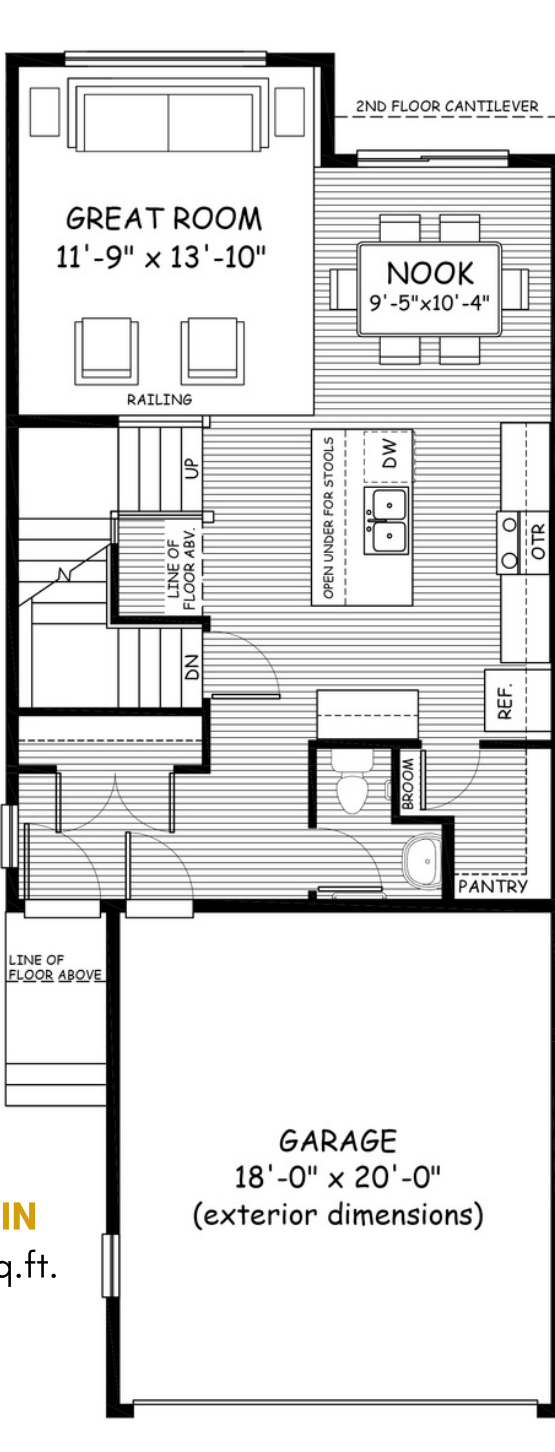 2ND FLOOR CANTILEVER
GREAT ROOM
11'-9" x 13'-10"
NOOK
9'-5"x10'-4"
RAILING
UP
OPEN UNDER FOR STOOLS
DW
LINE OF
FLOOR ABV.
OTR
DN
REF.
BROOM
PANTRY
LINE OF
FLOOR ABOVE
GARAGE
18'-0" x 20'-0"
(exterior dimensions)
IN
q.ft.